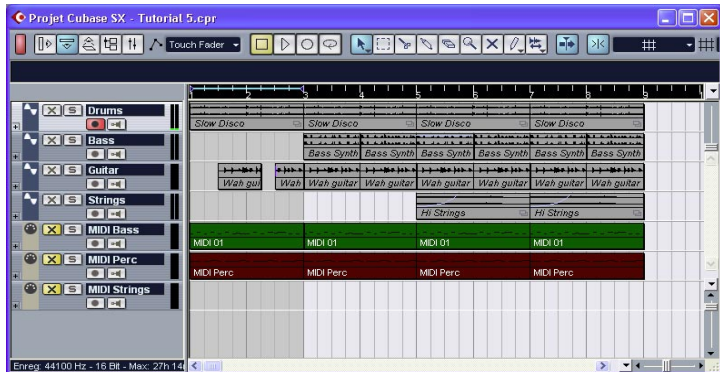 Projet Cubase SX - Tutorial 5.cpr
Touch Fader
1 2 3 4 5 6 7 8 9
X S Drums
Slow Disco Slow Disco Slow Disco Slow Disco
X S Bass
Bass Synth Bass Synth Bass Synth Bass Synth Bass Synth Bass Synth
X S Guitar
Wah gui Wah Wah guitar Wah guitar Wah guitar Wah guitar Wah guitar Wah guitar
X S Strings
Hi Strings Hi Strings
X S MIDI Bass
MIDI 01 MIDI 01 MIDI 01 MIDI 01
X S MIDI Perc
MIDI Perc MIDI Perc MIDI Perc MIDI Perc
X S MIDI Strings
Enreg: 44100 Hz - 16 Bit - Max: 27h 14